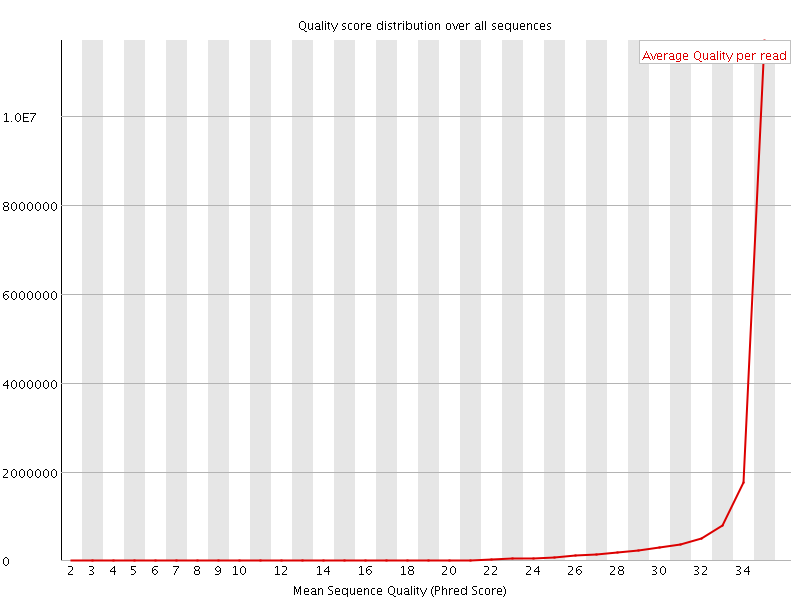 Quality score distribution over all sequences
Average Quality per read
1.0E7
8000000
6000000
4000000
2000000
0
2 3 4 5 6 7 8 9 10 12 14 16 18 20 22 24 26 28 30 32 34
Mean Sequence Quality (Phred Score)